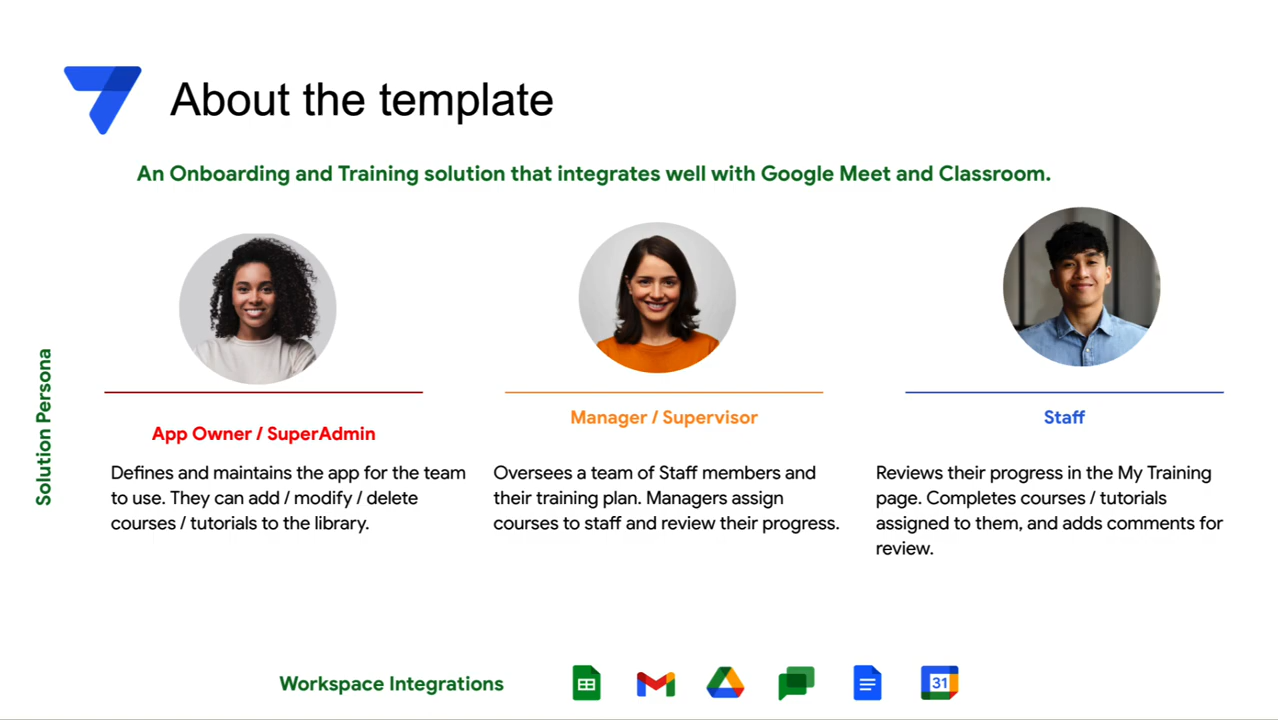 About the template
An Onboarding and Training solution that integrates well with Google Meet and Classroom.
Solution Persona
App Owner / SuperAdmin
Defines and maintains the app for the team
to use. They can add / modify / delete
courses / tutorials to the library.
Manager / Supervisor
Oversees a team of Staff members and
their training plan. Managers assign
courses to staff and review their progress.
Staff
Reviews their progress in the My Training
page. Completes courses / tutorials
assigned to them, and adds comments for
review.
Workspace Integrations
31